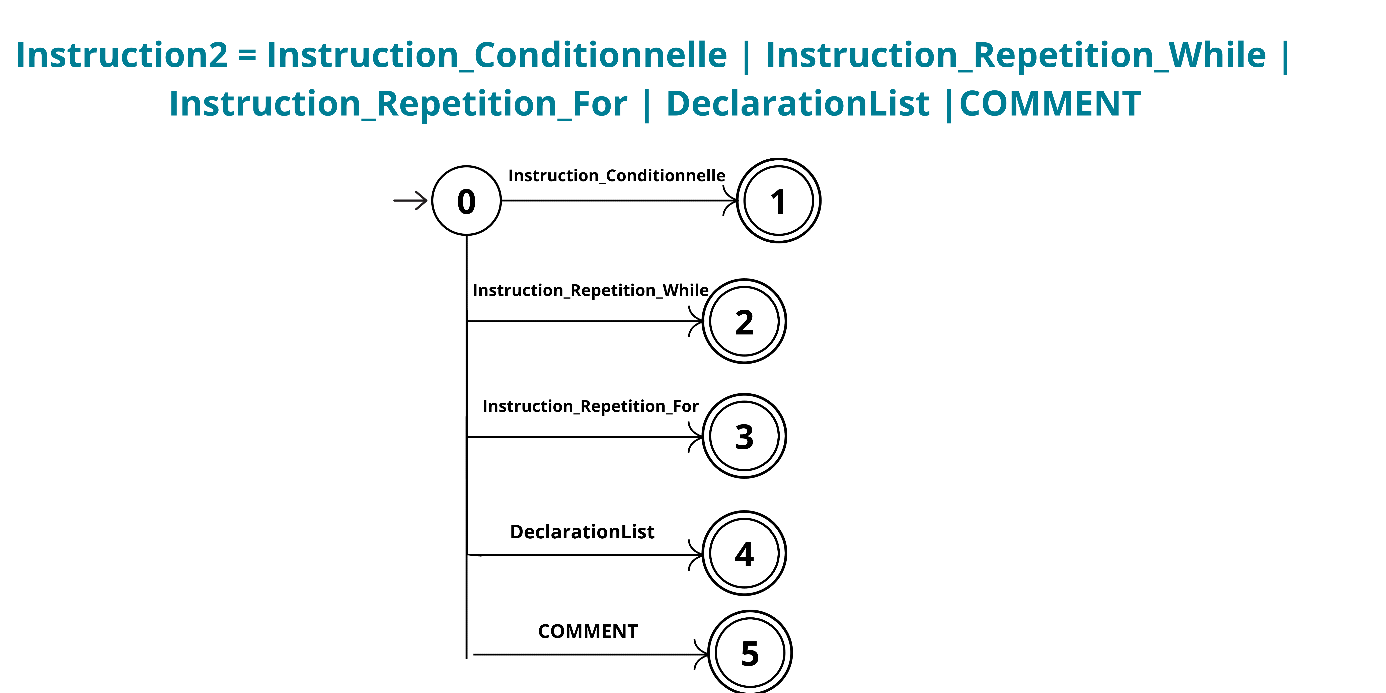 Instruction2 = Instruction_Conditionnelle | Instruction_Repetition_While |
Instruction_Repetition_For | DeclarationList |COMMENT
Instruction_Conditionnelle
0
1
Instruction_Repetition_While
2
Instruction_Repetition_For
3
DeclarationList
4
COMMENT
5